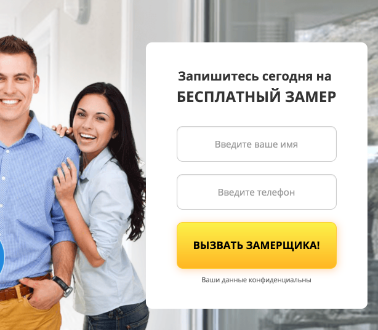 Запишитесь сегодня на
БЕСПЛАТНЫЙ ЗАМЕР
Введите ваше имя
Введите телефон
ВЫЗВАТЬ ЗАМЕРЩИКА!
Ваши данные конфиденциальны